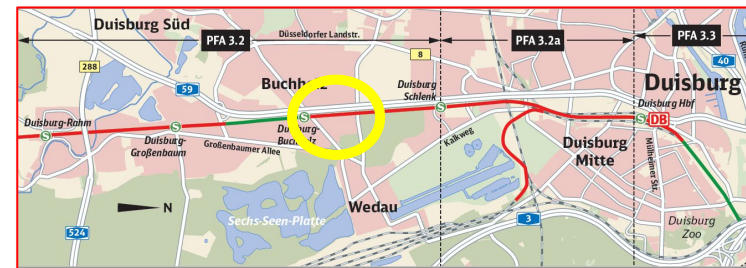 Duisburg Süd
PFA 3.2
Düsseldorfer Landstr.
8
PFA 3.2a
PFA 3.3
40
288
59
Buchholz
Duisburg
Schlenk
Duisburg
Duisburg Hbf
S
DB
Duisburg-Rahm
S
Duisburg-
Großenbaum
S
Großenbaumer Allee
Duisburg-
Buchholz
S
S
Kalkweg
Duisburg
Mitte
Mülheimer Str.
N
Sechs-Seen-Platte
Wedau
3
Duisburg
Zoo
524